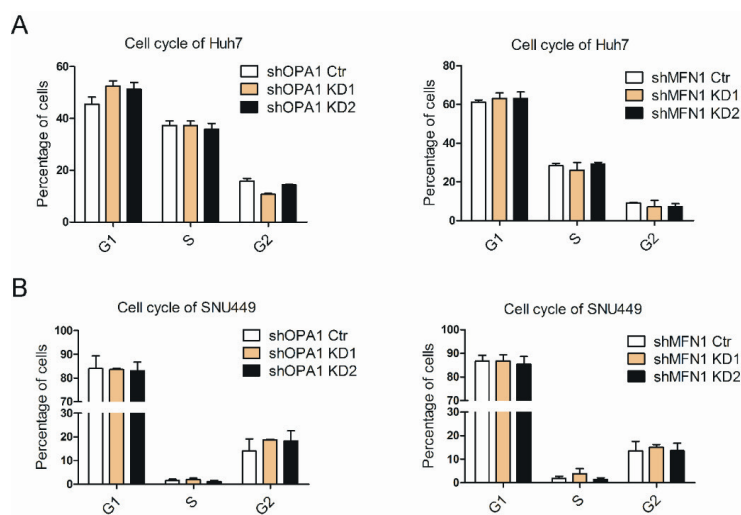 A
Cell cycle of Huh7
shOPA1 Ctr
shOPA1 KD1
shOPA1 KD2
Percentage of cells
60
40
20
0
G1
S
G2
Cell cycle of Huh7
shMFN1 Ctr
shMFN1 KD1
shMFN1 KD2
Percentage of cells
80
60
40
20
0
G1
S
G2
B
Cell cycle of SNU449
shOPA1 Ctr
shOPA1 KD1
shOPA1 KD2
Percentage of cells
100
90
80
70
30
20
10
0
G1
S
G2
Cell cycle of SNU449
shMFN1 Ctr
shMFN1 KD1
shMFN1 KD2
Percentage of cells
100
90
80
70
30
20
10
0
G1
S
G2